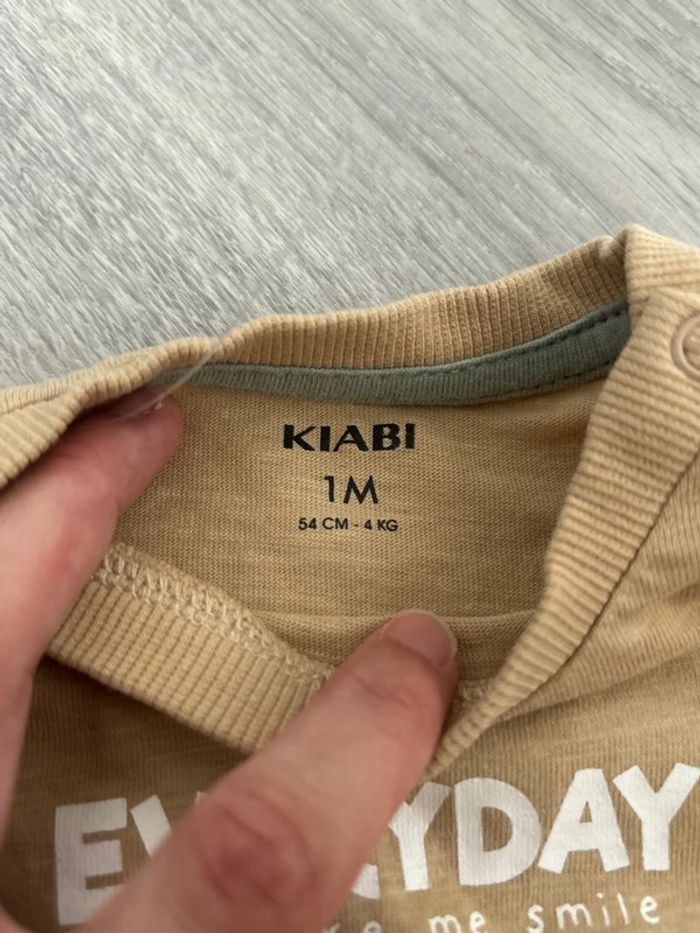 KIABI
1M
54 CM - 4 KG
me smile